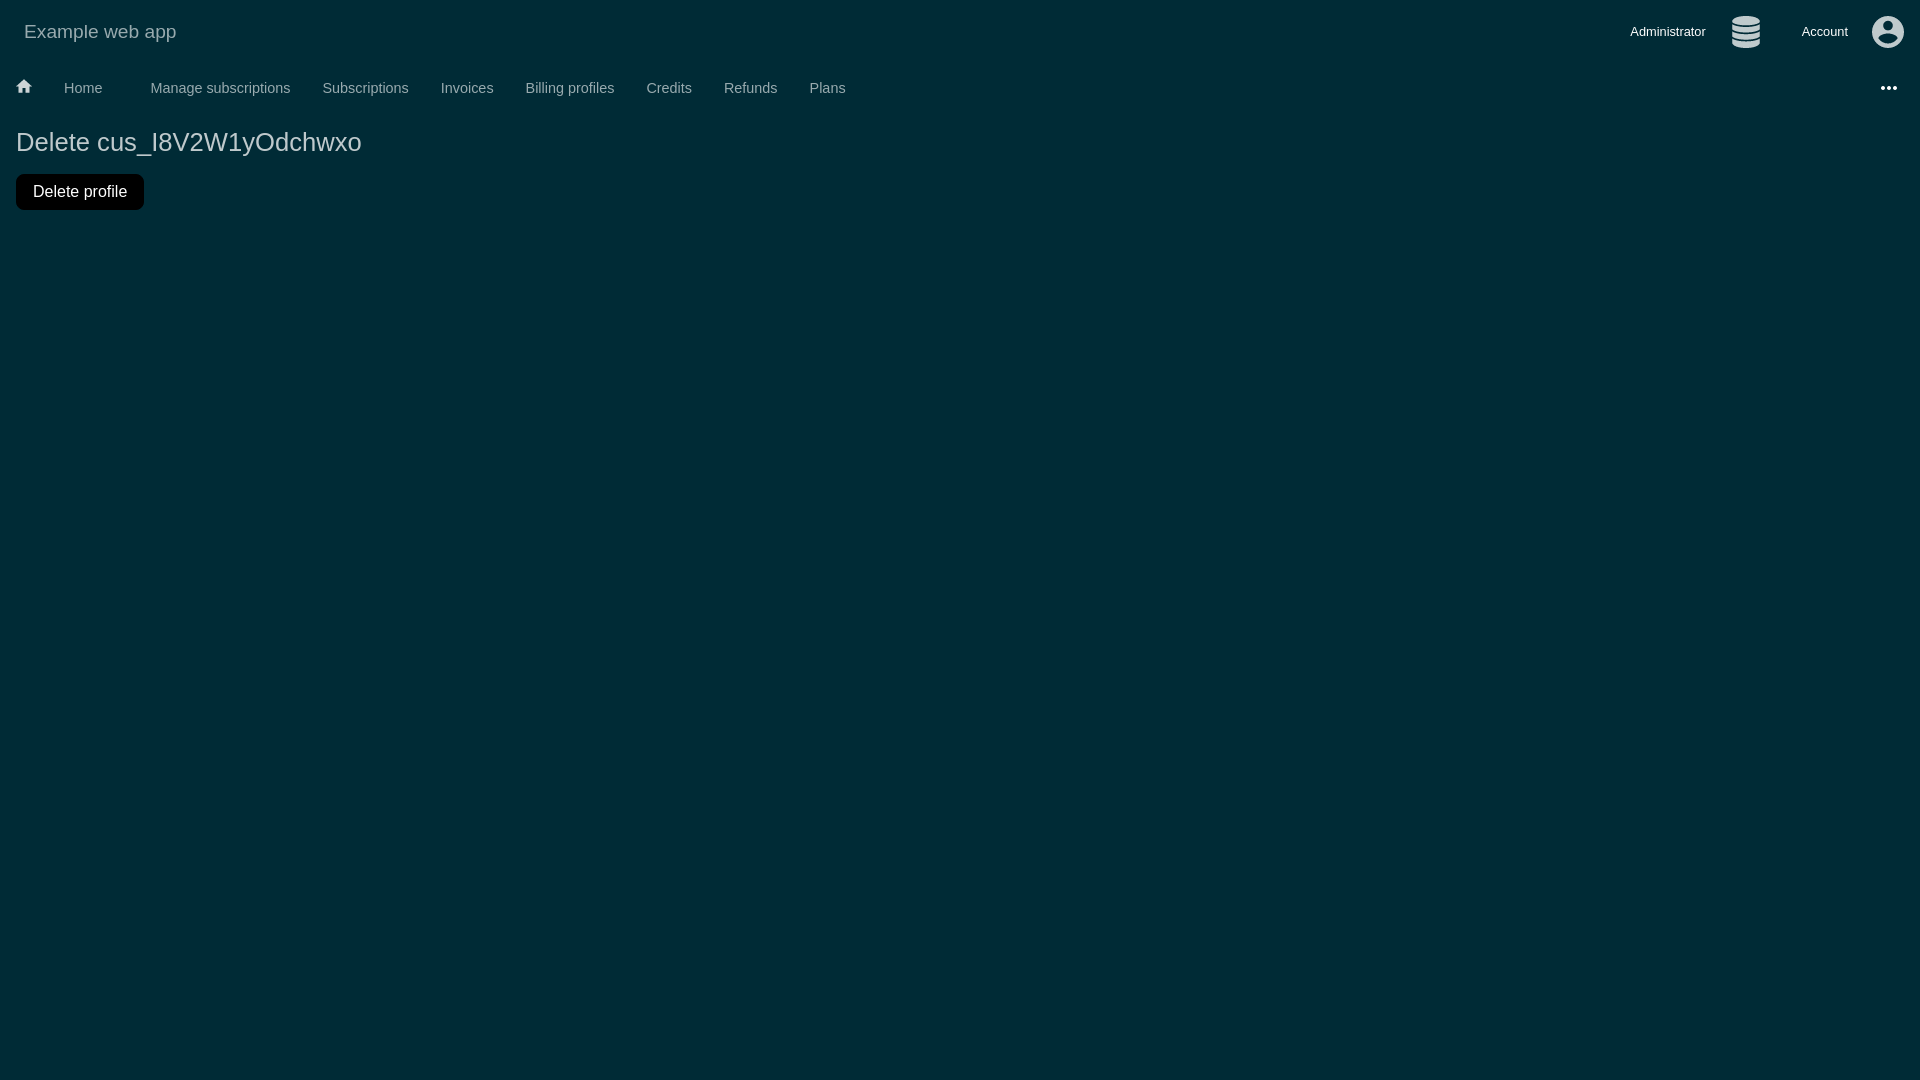 Example web app
Administrator
Account
Home
Manage subscriptions
Subscriptions
Invoices
Billing profiles
Credits
Refunds
Plans
Delete cus_I8V2W1yOdchwxo
Delete profile